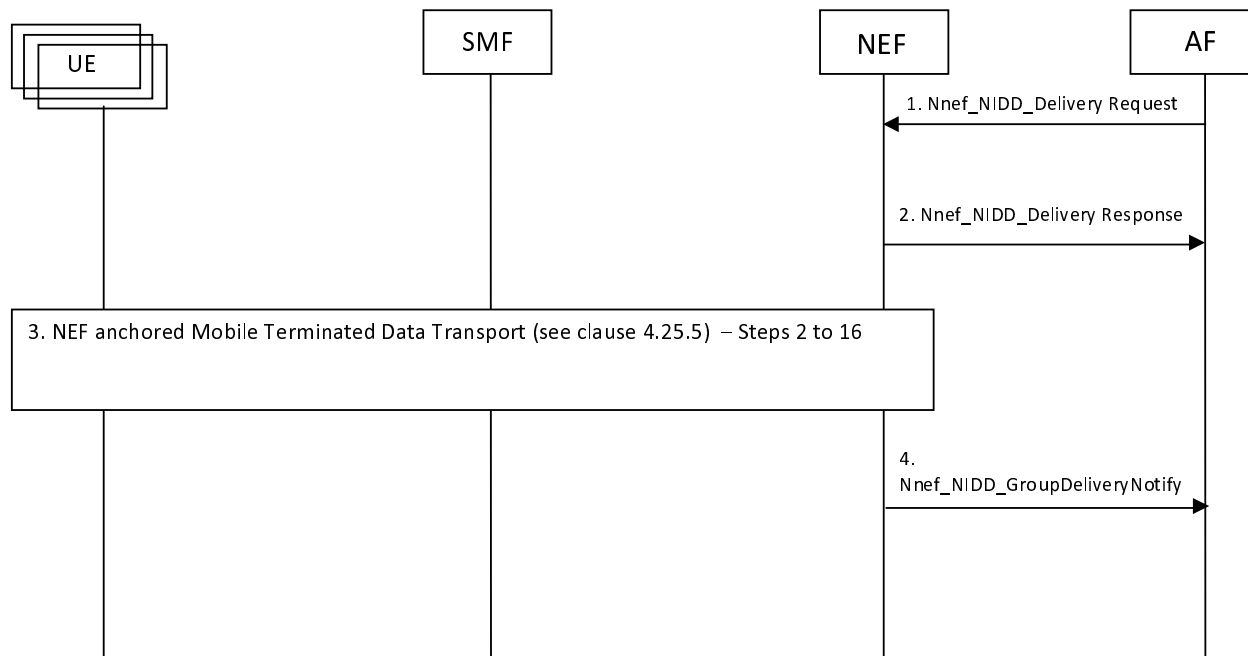 UE
SMF
NEF
AF
1. Nnef_NIDD_Delivery Request
2. Nnef_NIDD_Delivery Response
3. NEF anchored Mobile Terminated Data Transport (see clause 4.25.5) – Steps 2 to 16
4.
Nnef_NIDD_GroupDeliveryNotify